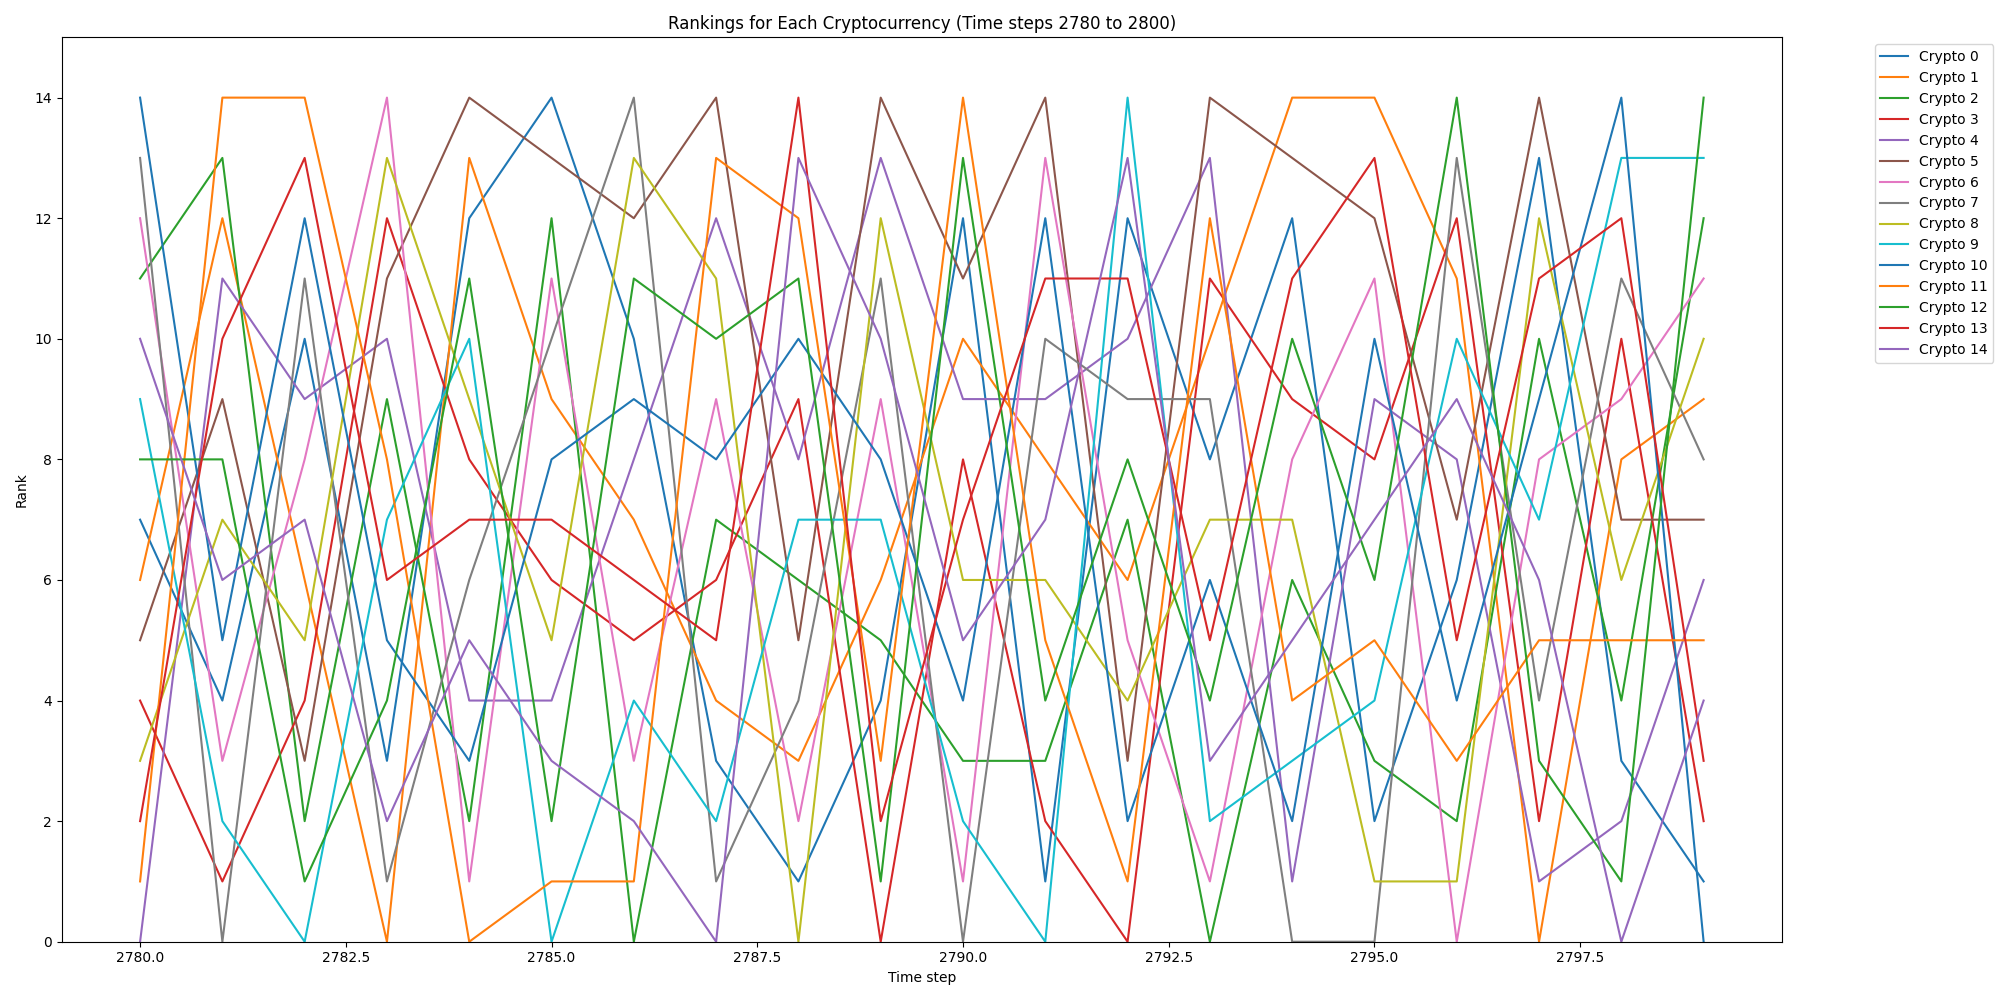 Rankings for Each Cryptocurrency (Time steps 2780 to 2800)
Rank
14
12
10
8
6
4
2
0
2780.0 2782.5 2785.0 2787.5 2790.0 2792.5 2795.0 2797.5
Time step
Crypto 0
Crypto 1
Crypto 2
Crypto 3
Crypto 4
Crypto 5
Crypto 6
Crypto 7
Crypto 8
Crypto 9
Crypto 10
Crypto 11
Crypto 12
Crypto 13
Crypto 14